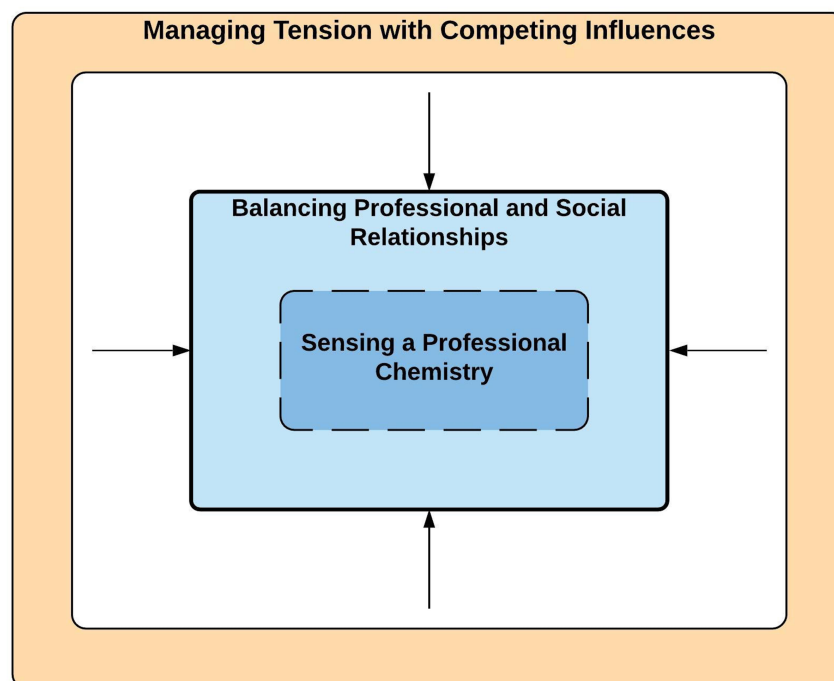 Managing Tension with Competing Influences
Balancing Professional and Social
Relationships
Sensing a Professional
Chemistry